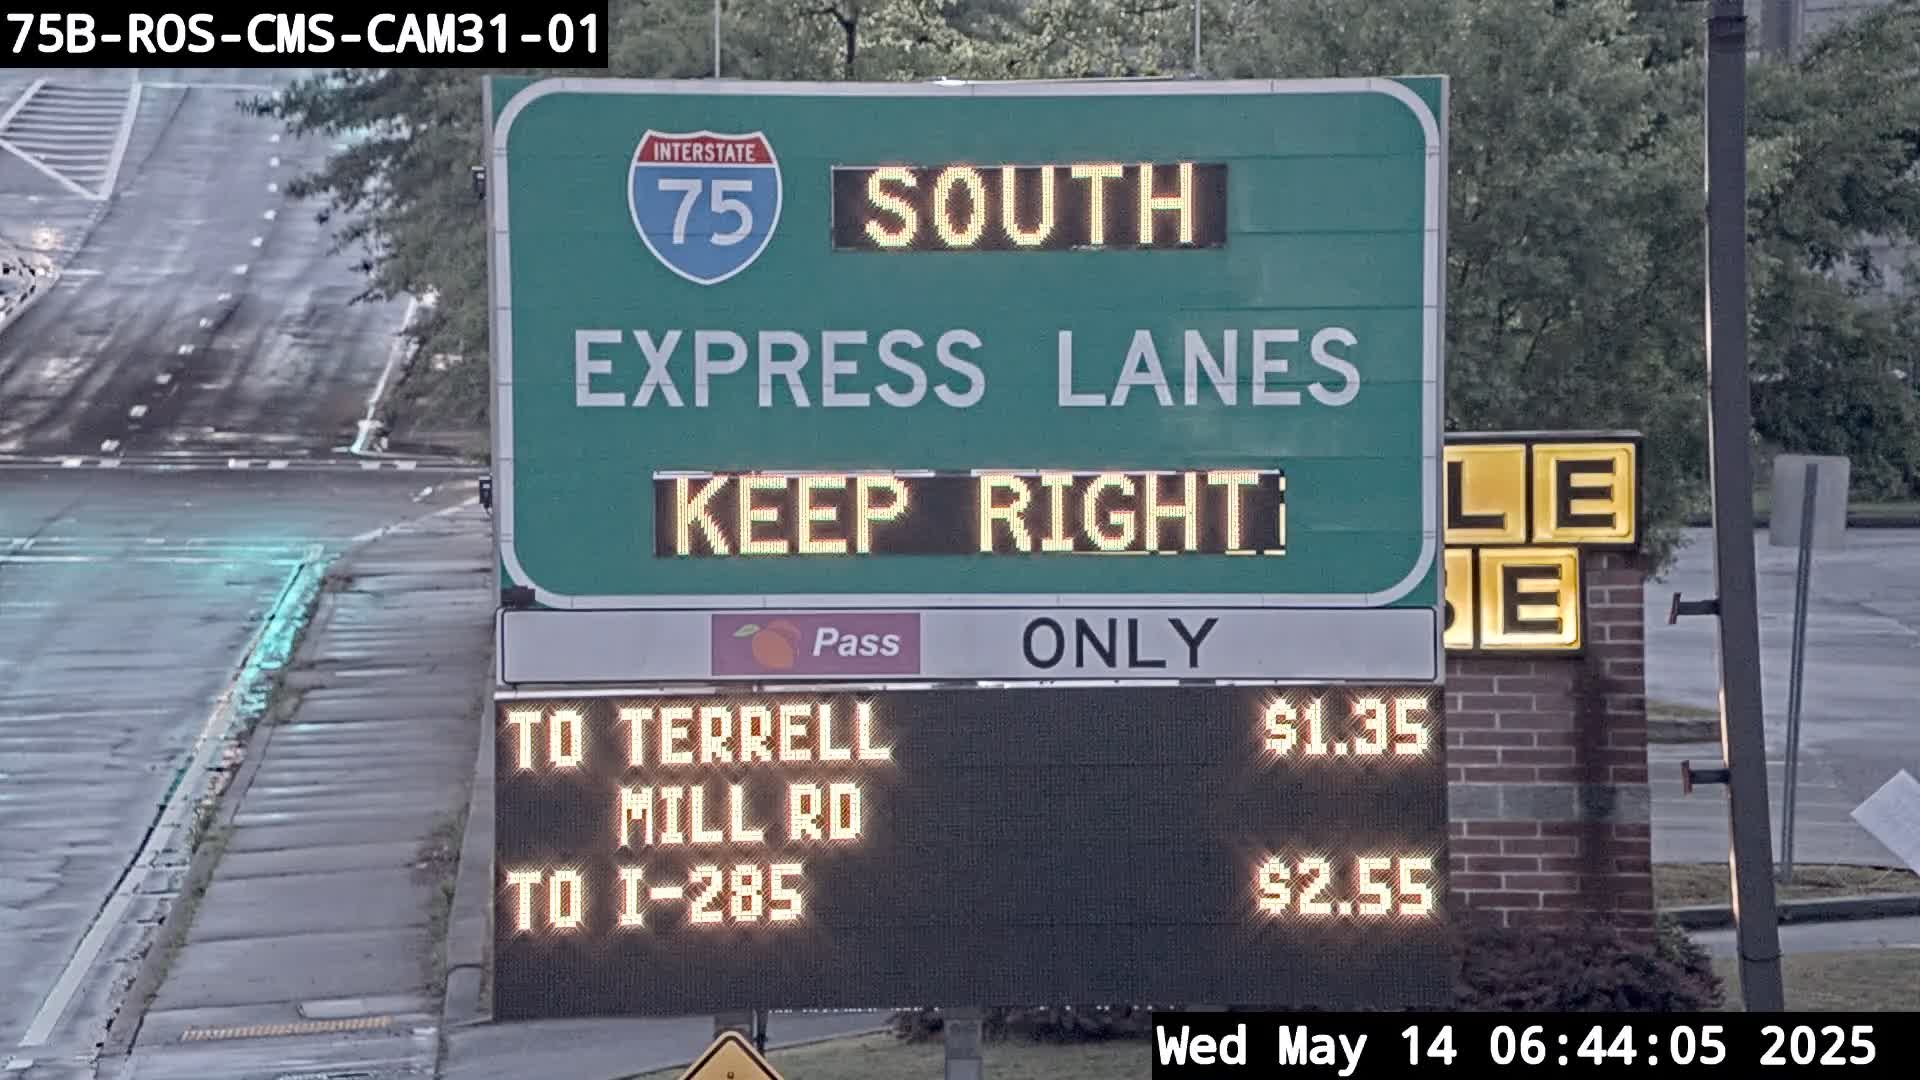 75B-ROS-CMS-CAM31-01
INTERSTATE
75
SOUTH
EXPRESS LANES
KEEP RIGHT
Pass ONLY
TO TERRELL $1.35
MILL RD
TO I-285 $2.55
LE
E
Wed May 14 06:44:05 2025